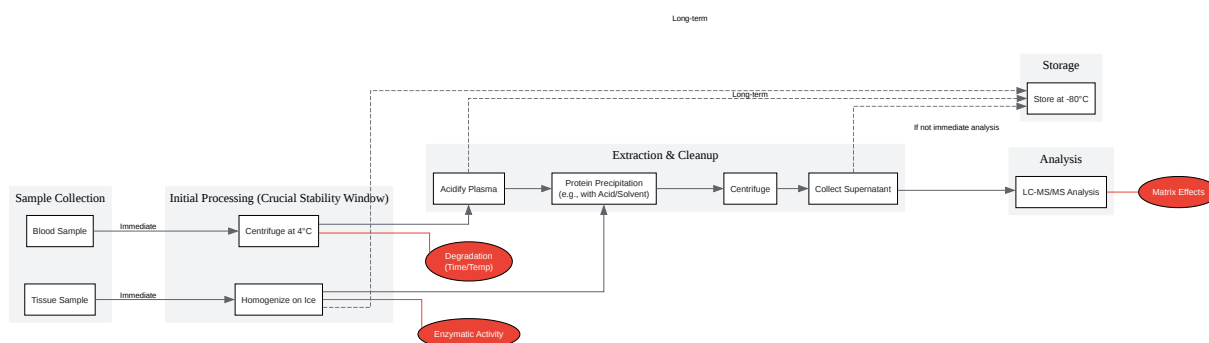 Long-term
Storage
Store at -80°C
Long-term
If not immediate analysis
Extraction & Cleanup
Analysis
Acidify Plasma
Protein Precipitation
(e.g., with Acid/Solvent)
Centrifuge
Collect Supernatant
LC-MS/MS Analysis
Matrix Effects
Sample Collection
Initial Processing (Crucial Stability Window)
Blood Sample
Immediate
Centrifuge at 4°C
Degradation
(Time/Temp)
Tissue Sample
Immediate
Homogenize on Ice
Enzymatic Activity